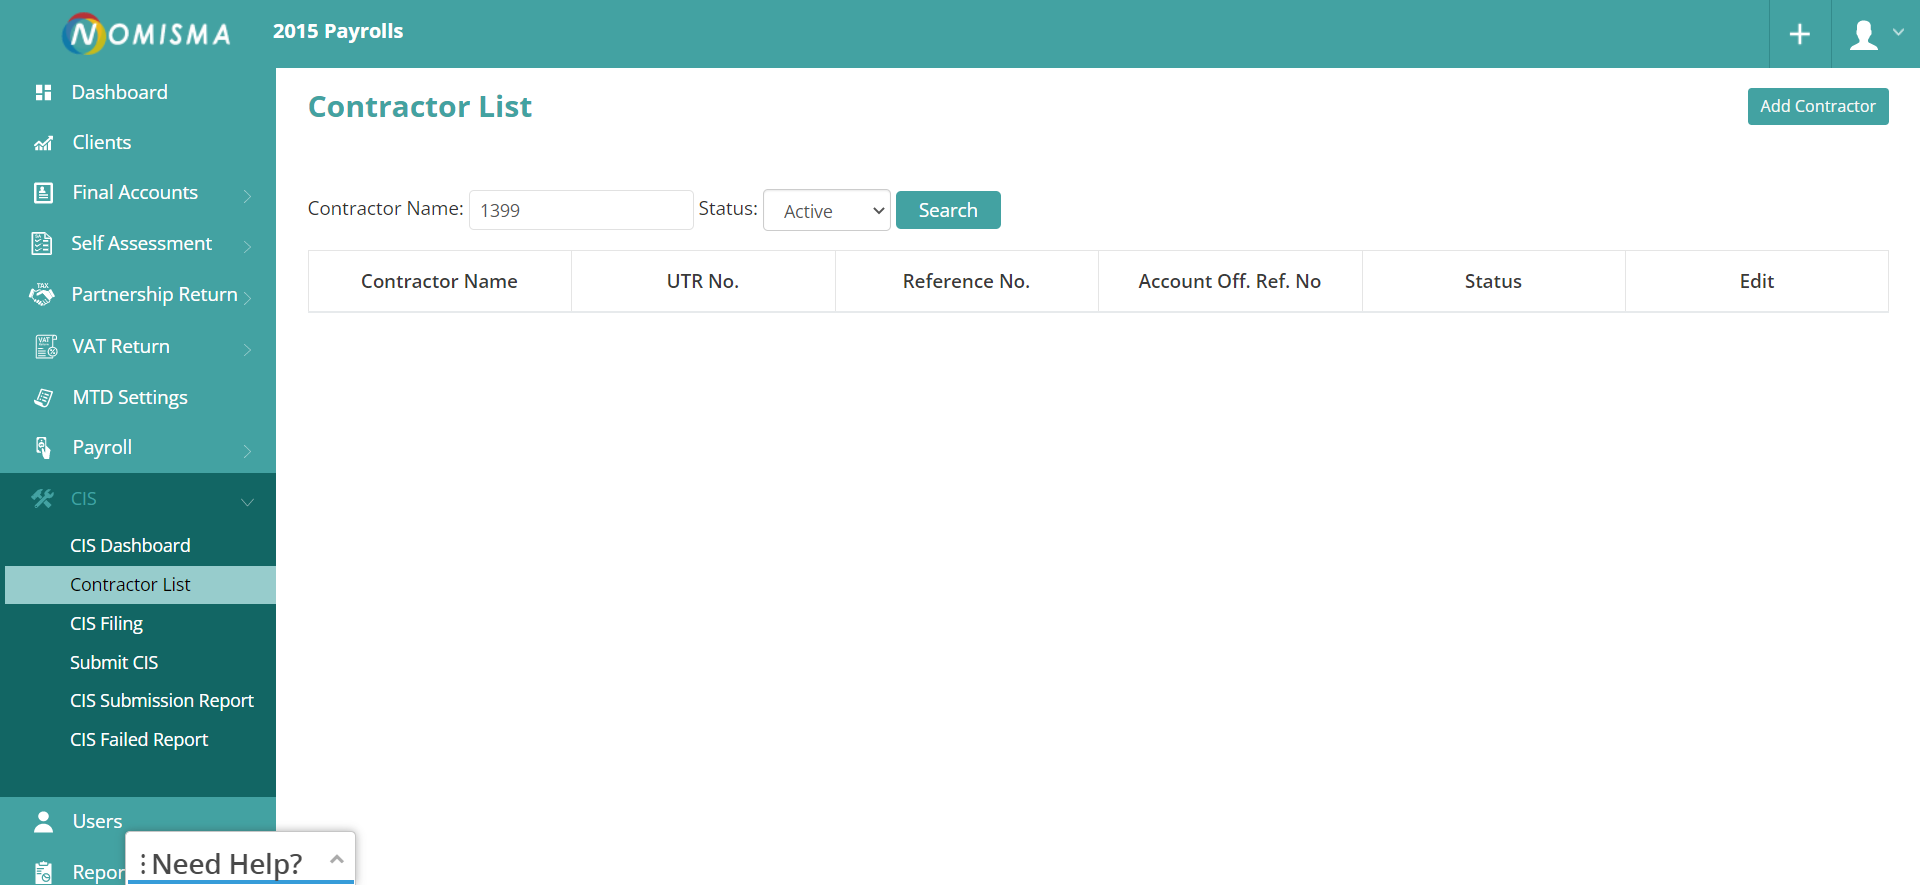 NOMISMA
2015 Payrolls
Dashboard
Clients
Final Accounts
Self Assessment
Partnership Return
VAT Return
MTD Settings
Payroll
CIS
CIS Dashboard
Contractor List
CIS Filing
Submit CIS
CIS Submission Report
CIS Failed Report
Users
Repor
Need Help?
Contractor List
Add Contractor
Contractor Name: 1399 Status: Active Search
Contractor Name UTR No. Reference No. Account Off. Ref. No Status Edit